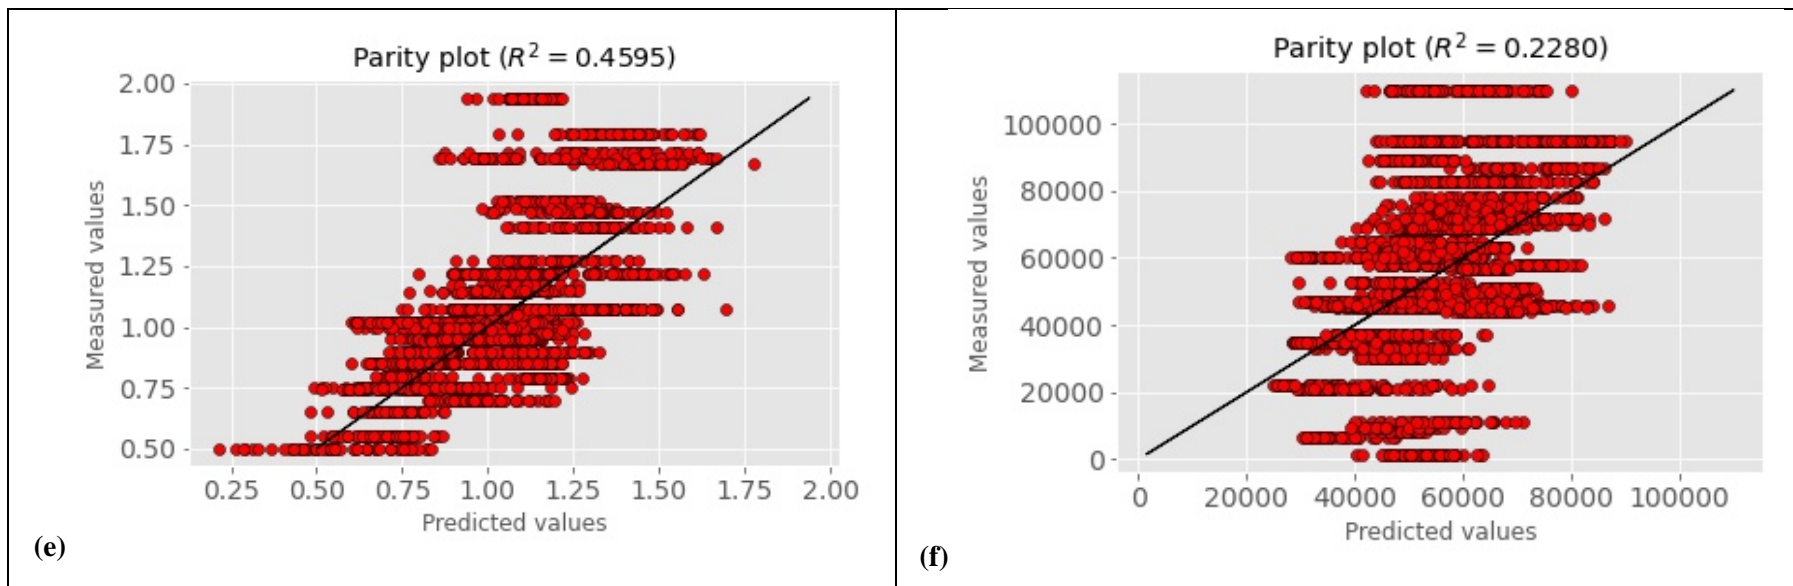 Parity plot (R² = 0.4595)
2.00
1.75
1.50
1.25
1.00
0.75
0.50
Measured values
0.25 0.50 0.75 1.00 1.25 1.50 1.75 2.00
Predicted values
(e)
Parity plot (R² = 0.2280)
100000
80000
60000
40000
20000
0
Measured values
0 20000 40000 60000 80000 100000
Predicted values
(f)